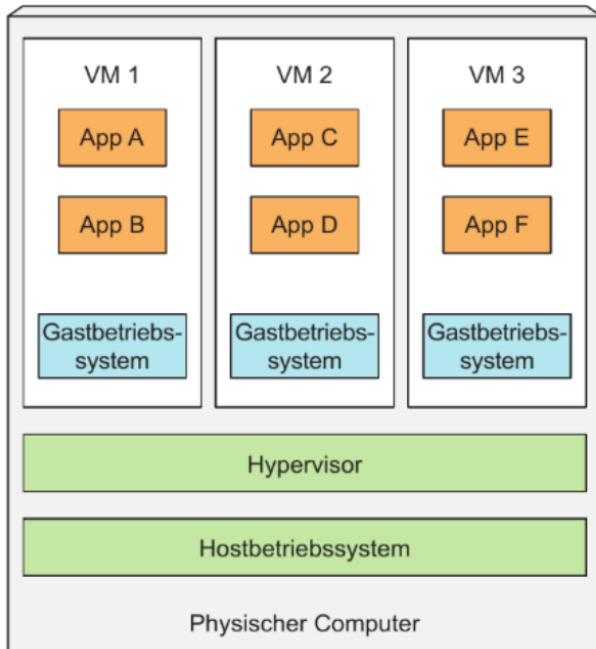 VM 1
App A
App B
Gastbetriebs-
system
VM 2
App C
App D
Gastbetriebs-
system
VM 3
App E
App F
Gastbetriebs-
system
Hypervisor
Hostbetriebssystem
Physischer Computer